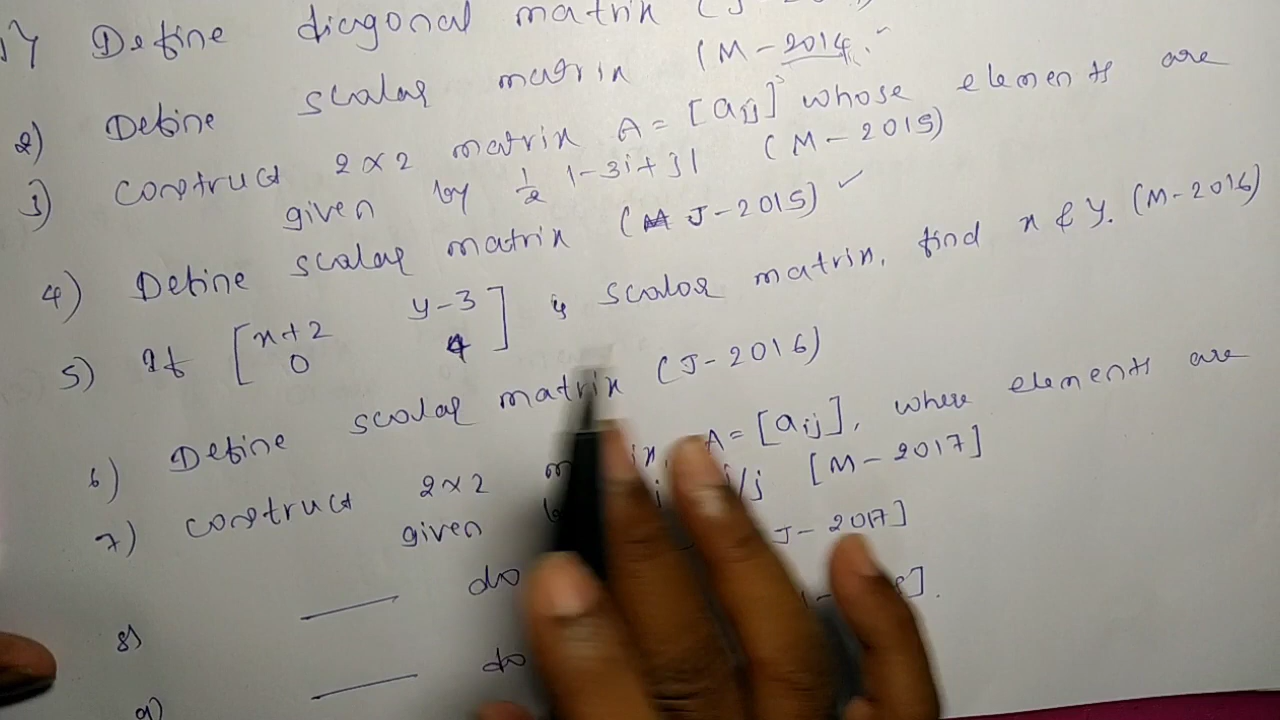 1) Define diagonal matrix (J-
2) Define scalar matrix (M-2014.
3) Construct 2×2 matrix A = [aij] whose elements are
given by 1/2 |-3i+j| (M-2015)
4) Define scalar matrix (J-2015) ✓
5) If [x+2 y-3
0 4] is scalar matrix, find x & y. (M-2016)
6) Define scalar matrix (J-2016)
7) Construct 2×2 A = [aij], where elements are
given /j [M-2017]
8) —— do J-2017]
9) —— do